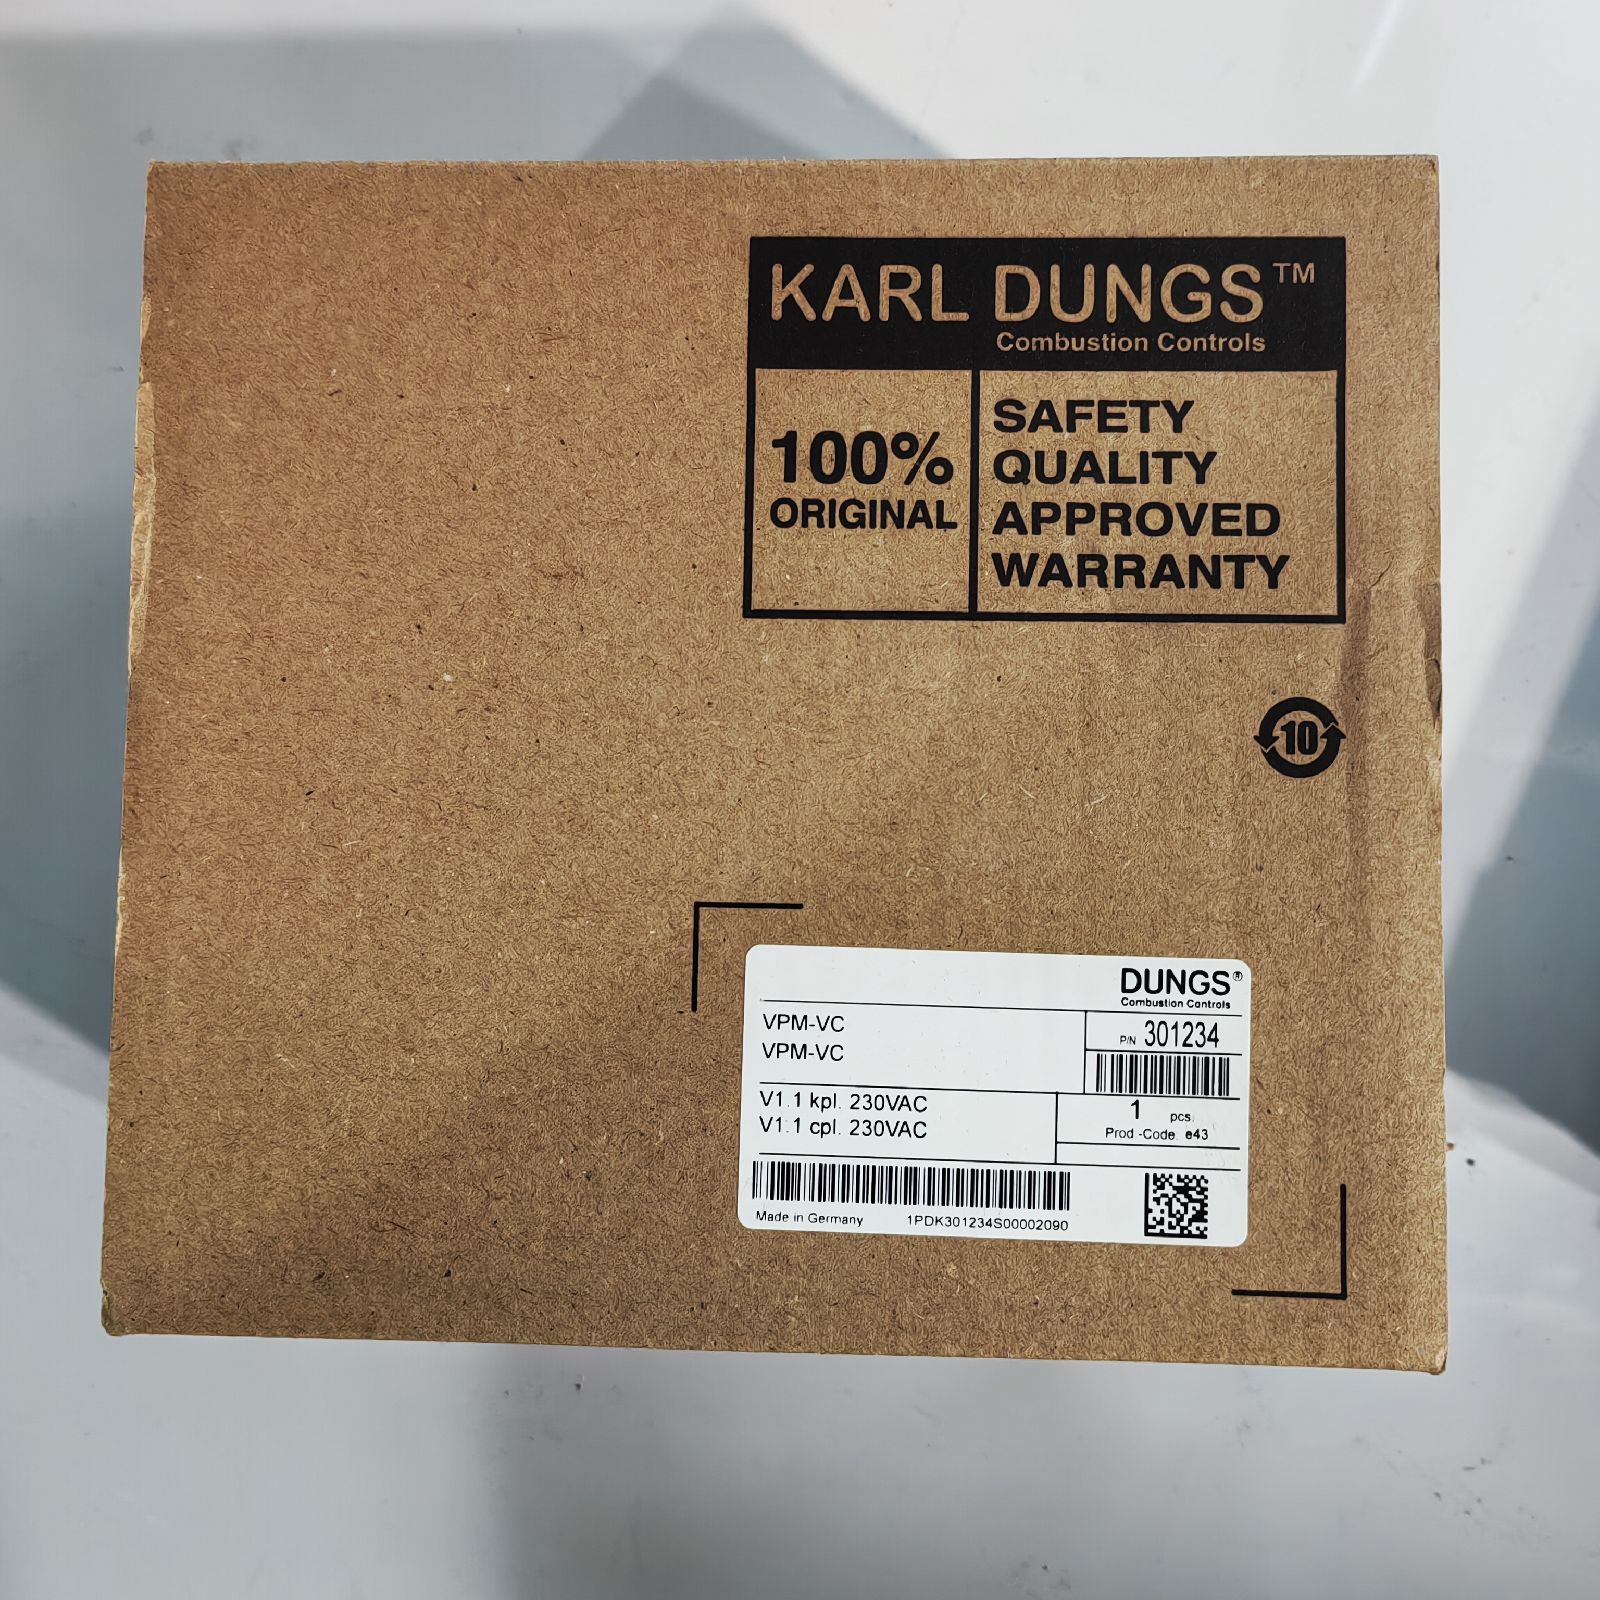 KARL DUNGS™
Combustion Controls
100%
ORIGINAL
SAFETY
QUALITY
APPROVED
WARRANTY
10
DUNGS®
Combustion Controls
VPM-VC
VPM-VC
P/N 301234
V1.1 kpl. 230VAC
V1.1 cpl. 230VAC
1 pcs.
Prod.-Code. e43
Made in Germany 1PDK301234S00002090